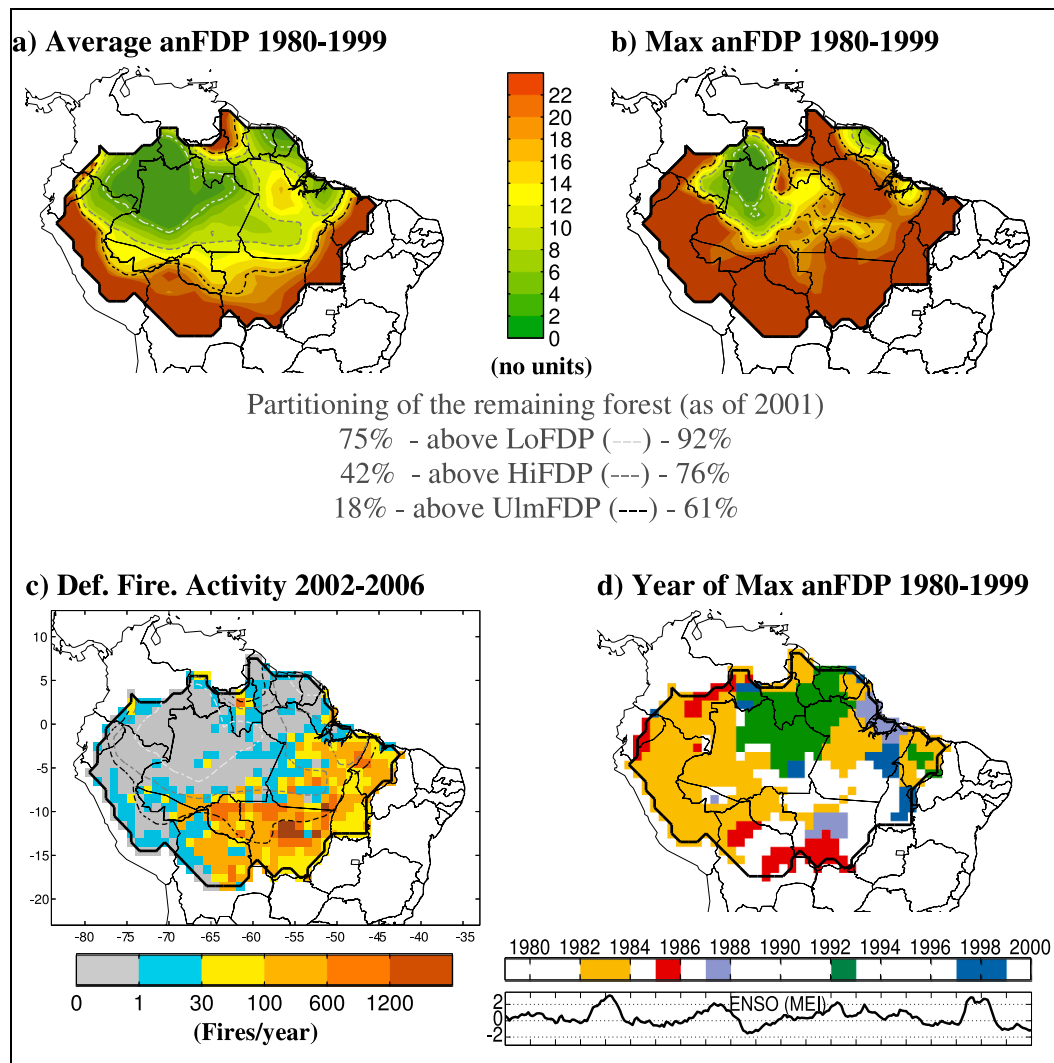 a) Average anFDP 1980-1999
b) Max anFDP 1980-1999
22
20
18
16
14
12
10
8
6
4
2
0
(no units)
Partitioning of the remaining forest (as of 2001)
75% - above LoFDP (---) - 92%
42% - above HiFDP (---) - 76%
18% - above UlmFDP (---) - 61%
c) Def. Fire. Activity 2002-2006
d) Year of Max anFDP 1980-1999
10
5
0
-5
-10
-15
-20
-80 -75 -70 -65 -60 -55 -50 -45 -40 -35
0 1 30 100 600 1200
(Fires/year)
1980 1982 1984 1986 1988 1990 1992 1994 1996 1998 2000
ENSO (MEI)
2
0
-2